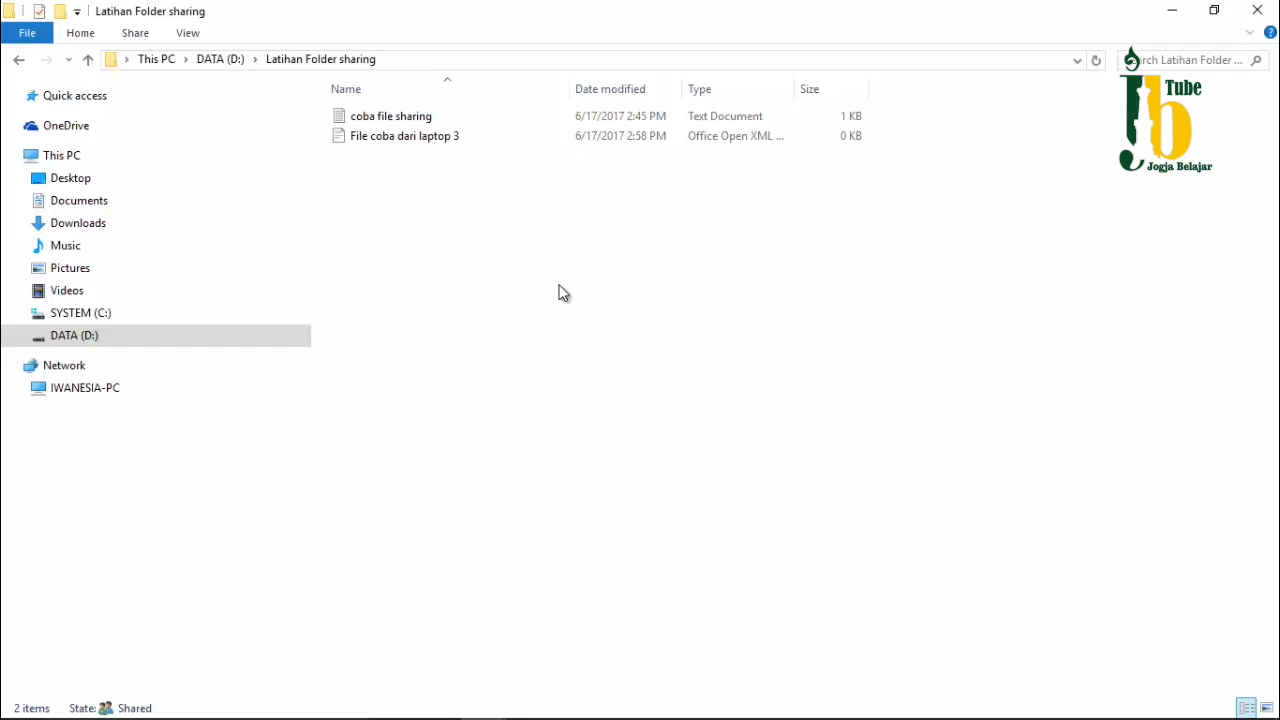 Latihan Folder sharing
File Home Share View
This PC DATA (D:) Latihan Folder sharing
rch Latihan Folder ...
Tube
Jogja Belajar
Name Date modified Type Size
coba file sharing 6/17/2017 2:45 PM Text Document 1 KB
File coba dari laptop 3 6/17/2017 2:58 PM Office Open XML ... 0 KB
Quick access
OneDrive
This PC
Desktop
Documents
Downloads
Music
Pictures
Videos
SYSTEM (C:)
DATA (D:)
Network
IWANESIA-PC
2 items State: Shared